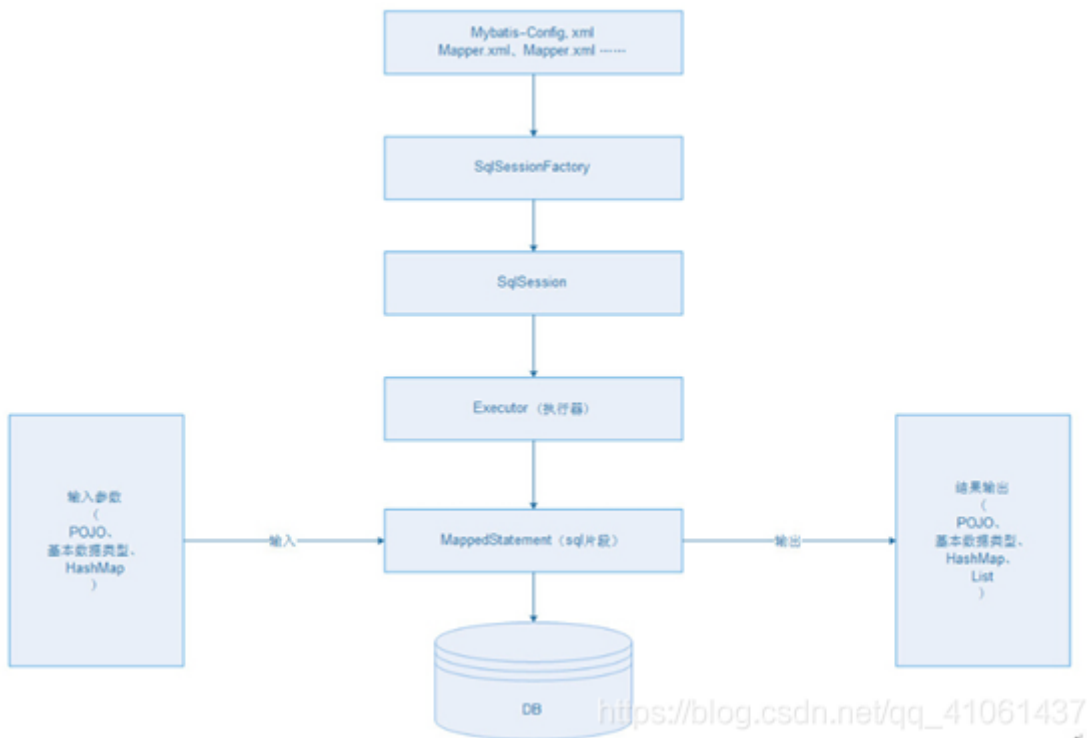 Mybatis-Config.xml
Mapper.xml、Mapper.xml ……
SqlSessionFactory
SqlSession
Executor（执行器）
输入参数
（
POJO、
基本数据类型、
HashMap
）
输入
MappedStatement（sql片段）
输出
结果输出
（
POJO、
基本数据类型、
HashMap、
List
）
DB
https://blog.csdn.net/qq_41061437